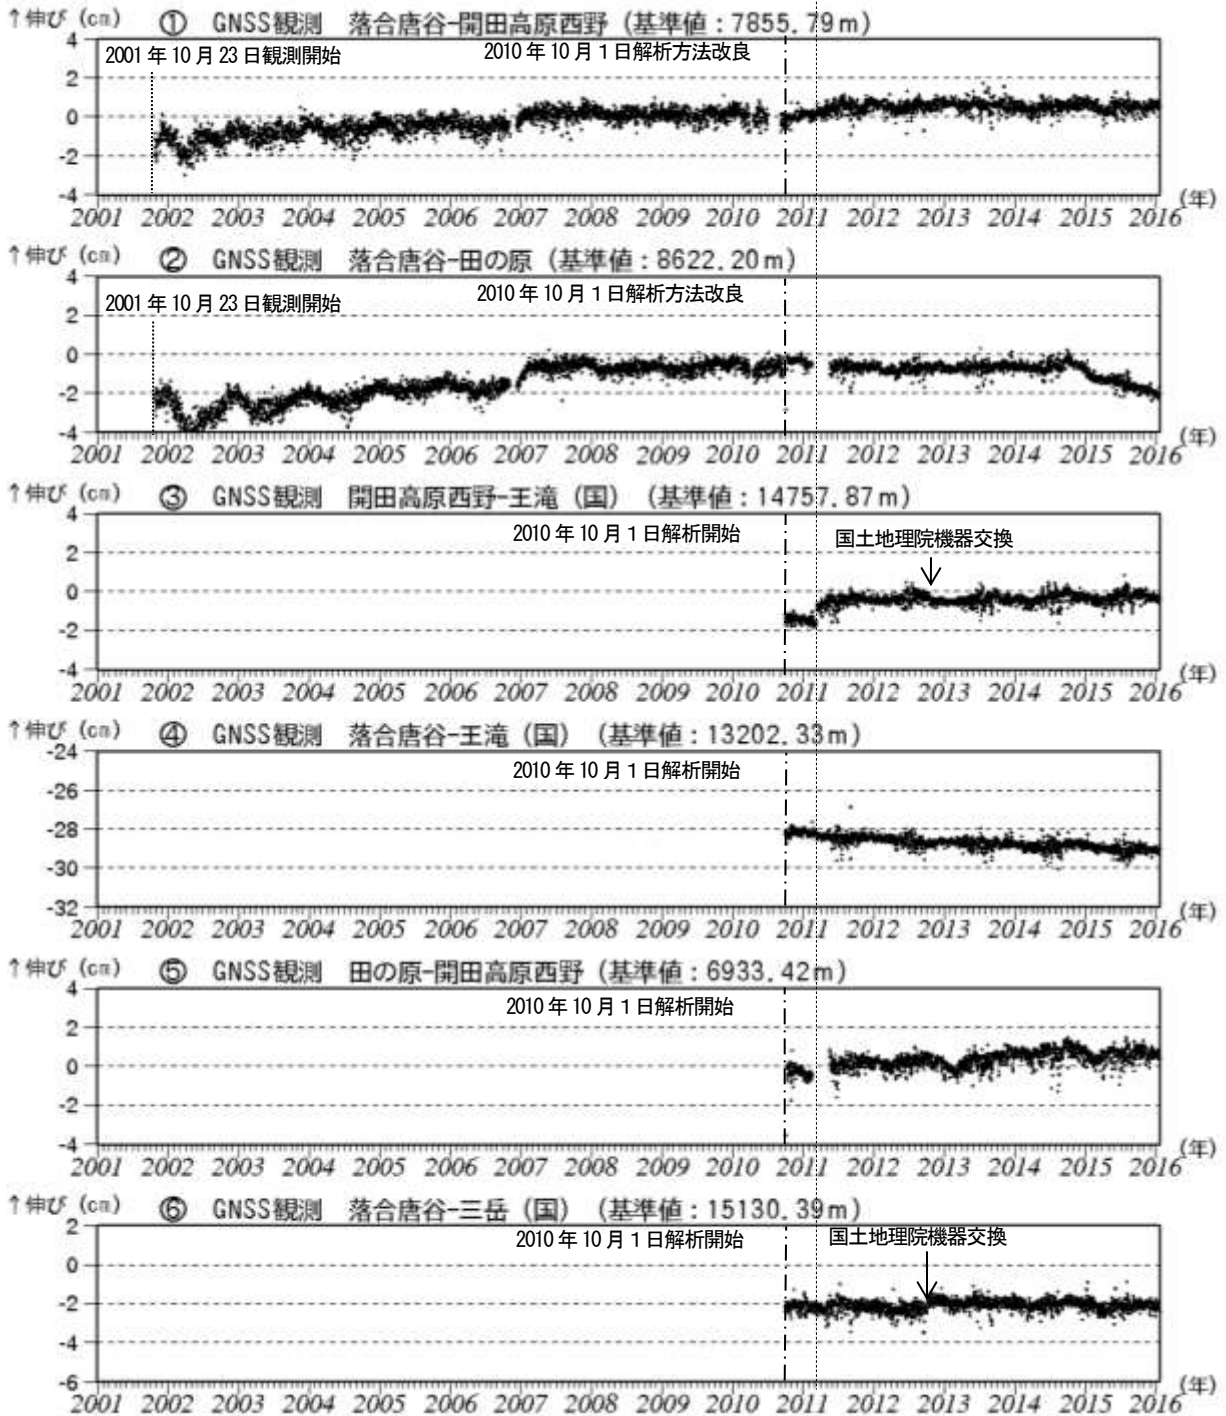 ↑伸び (cm) ① GNSS観測 落合唐谷-開田高原西野 (基準値:7855.79m)
4
2001年10月23日観測開始 2010年10月1日解析方法改良
2
0
-2
-4
2001 2002 2003 2004 2005 2006 2007 2008 2009 2010 2011 2012 2013 2014 2015 2016 (年)
↑伸び (cm) ② GNSS観測 落合唐谷-田の原 (基準値:8622.20m)
4
2001年10月23日観測開始 2010年10月1日解析方法改良
2
0
-2
-4
2001 2002 2003 2004 2005 2006 2007 2008 2009 2010 2011 2012 2013 2014 2015 2016 (年)
↑伸び (cm) ③ GNSS観測 開田高原西野-王滝(国) (基準値:14757.87m)
4
2010年10月1日解析開始 国土地理院機器交換
2
0
-2
-4
2001 2002 2003 2004 2005 2006 2007 2008 2009 2010 2011 2012 2013 2014 2015 2016 (年)
↑伸び (cm) ④ GNSS観測 落合唐谷-王滝(国) (基準値:13202.33m)
-24
2010年10月1日解析開始
-26
-28
-30
-32
2001 2002 2003 2004 2005 2006 2007 2008 2009 2010 2011 2012 2013 2014 2015 2016 (年)
↑伸び (cm) ⑤ GNSS観測 田の原-開田高原西野 (基準値:6933.42m)
4
2010年10月1日解析開始
2
0
-2
-4
2001 2002 2003 2004 2005 2006 2007 2008 2009 2010 2011 2012 2013 2014 2015 2016 (年)
↑伸び (cm) ⑥ GNSS観測 落合唐谷-三岳(国) (基準値:15130.39m)
2
2010年10月1日解析開始 国土地理院機器交換
0
-2
-4
-6
2001 2002 2003 2004 2005 2006 2007 2008 2009 2010 2011 2012 2013 2014 2015 2016 (年)